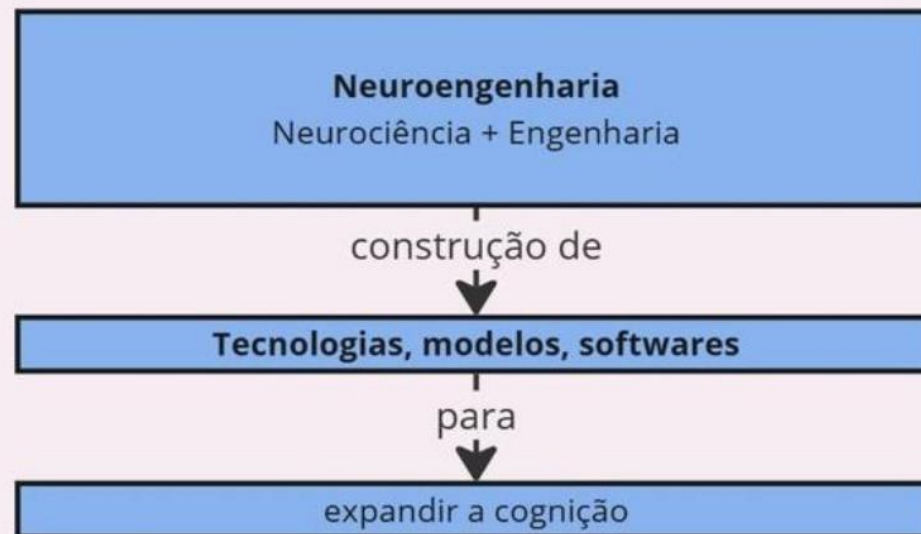 Neuroengenharia
Neurociência + Engenharia
construção de
Tecnologias, modelos, softwares
para
expandir a cognição